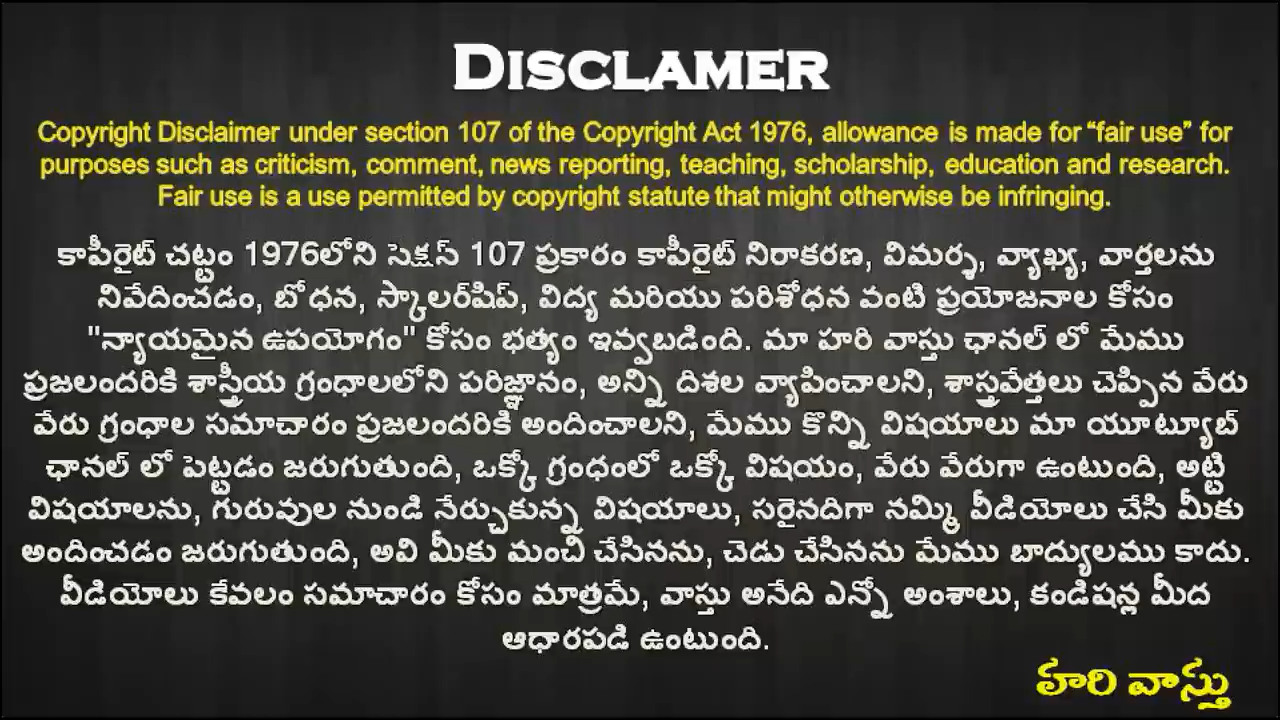 DISCLAMER
Copyright Disclaimer under section 107 of the Copyright Act 1976, allowance is made for “fair use” for
purposes such as criticism, comment, news reporting, teaching, scholarship, education and research.
Fair use is a use permitted by copyright statute that might otherwise be infringing.
కాపీరైట్ చట్టం 1976లోని సెక్షన్ 107 ప్రకారం కాపీరైట్ నిరాకరణ, విమర్శ, వ్యాఖ్య, వార్తలను
నివేదించడం, బోధన, స్కాలర్‌షిప్, విద్య మరియు పరిశోధన వంటి ప్రయోజనాల కోసం
"న్యాయమైన ఉపయోగం" కోసం భత్యం ఇవ్వబడింది. మా హరి వాస్తు ఛానల్ లో మేము
ప్రజలందరికి శాస్త్రీయ గ్రంధాలలోని పరిజ్ఞానం, అన్ని దిశల వ్యాపించాలని, శాస్త్రవేత్తలు చెప్పిన వేరు
వేరు గ్రంధాల సమాచారం ప్రజలందరికి అందించాలని, మేము కొన్ని విషయాలు మా యూట్యూబ్
ఛానల్ లో పెట్టడం జరుగుతుంది, ఒక్కో గ్రంధంలో ఒక్కో విషయం, వేరు వేరుగా ఉంటుంది, అట్టి
విషయాలను, గురువుల నుండి నేర్చుకున్న విషయాలు, సరైనదిగా నమ్మి వీడియోలు చేసి మీకు
అందించడం జరుగుతుంది, అవి మీకు మంచి చేసినను, చెడు చేసినను మేము బాద్యులము కాదు.
వీడియోలు కేవలం సమాచారం కోసం మాత్రమే, వాస్తు అనేది ఎన్నో అంశాలు, కండిషన్ల మీద
ఆధారపడి ఉంటుంది.
హరి వాస్తు